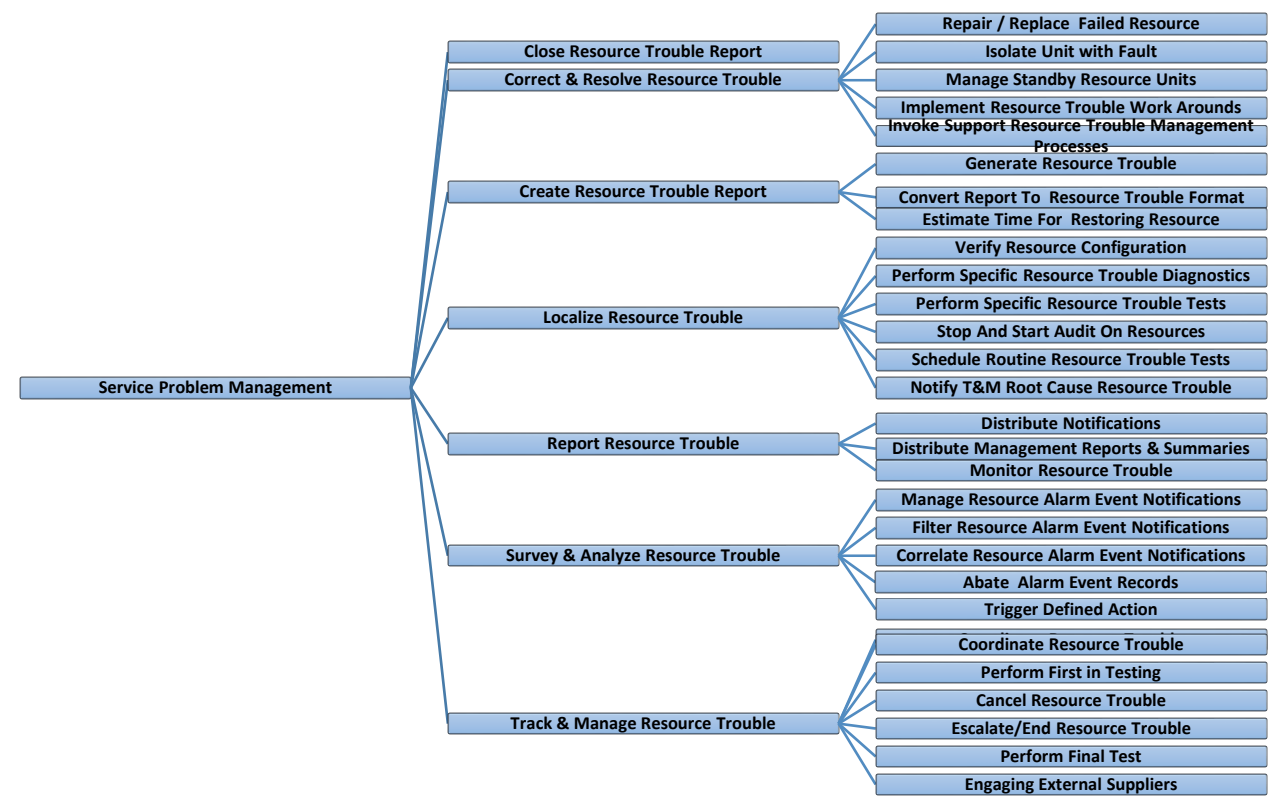 Service Problem Management
Close Resource Trouble Report
Correct & Resolve Resource Trouble
Repair / Replace Failed Resource
Isolate Unit with Fault
Manage Standby Resource Units
Implement Resource Trouble Work Arounds
Invoke Support Resource Trouble Management
Processes
Create Resource Trouble Report
Generate Resource Trouble
Convert Report To Resource Trouble Format
Estimate Time For Restoring Resource
Localize Resource Trouble
Verify Resource Configuration
Perform Specific Resource Trouble Diagnostics
Perform Specific Resource Trouble Tests
Stop And Start Audit On Resources
Schedule Routine Resource Trouble Tests
Notify T&M Root Cause Resource Trouble
Report Resource Trouble
Distribute Notifications
Distribute Management Reports & Summaries
Monitor Resource Trouble
Survey & Analyze Resource Trouble
Manage Resource Alarm Event Notifications
Filter Resource Alarm Event Notifications
Correlate Resource Alarm Event Notifications
Abate Alarm Event Records
Trigger Defined Action
Track & Manage Resource Trouble
Coordinate Resource Trouble
Perform First in Testing
Cancel Resource Trouble
Escalate/End Resource Trouble
Perform Final Test
Engaging External Suppliers